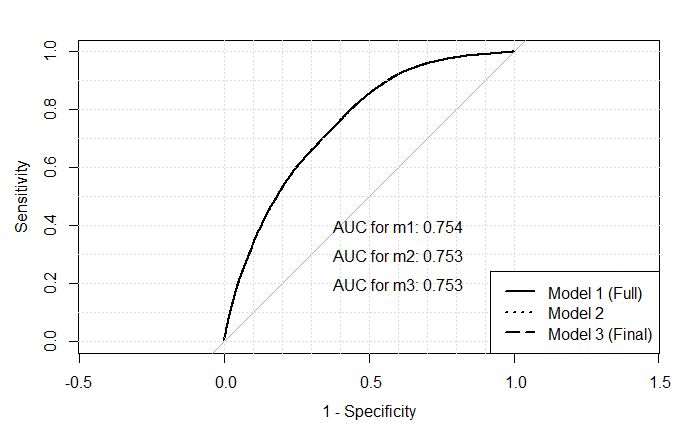 1.0
0.8
0.6
0.4
0.2
0.0
Sensitivity
AUC for m1: 0.754
AUC for m2: 0.753
AUC for m3: 0.753
Model 1 (Full)
Model 2
Model 3 (Final)
-0.5 0.0 0.5 1.0 1.5
1 - Specificity